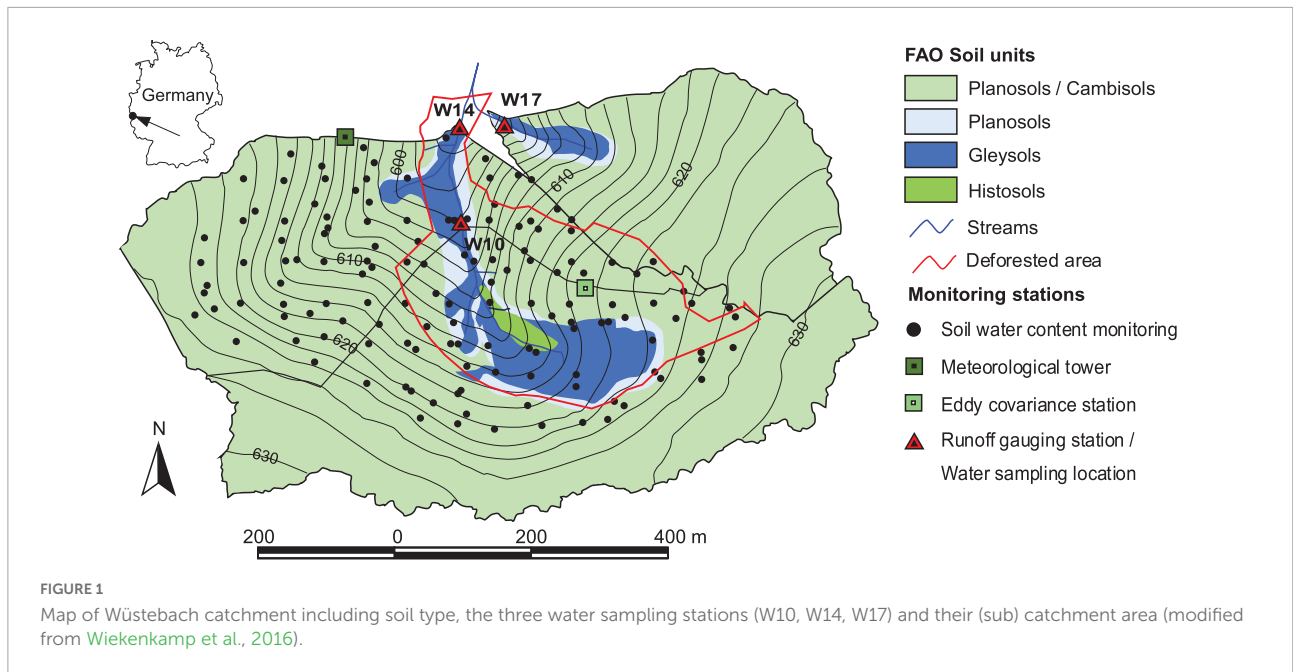 Germany
W14
W17
600
610
620
W10
610
620
630
630
N
200 0 200 400 m
FAO Soil units
Planosols / Cambisols
Planosols
Gleysols
Histosols
Streams
Deforested area
Monitoring stations
Soil water content monitoring
Meteorological tower
Eddy covariance station
Runoff gauging station /
Water sampling location
FIGURE 1
Map of Wüstebach catchment including soil type, the three water sampling stations (W10, W14, W17) and their (sub) catchment area (modified
from Wiekenkamp et al., 2016).